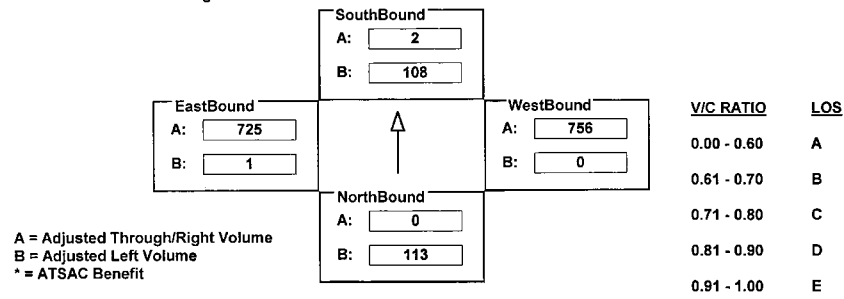 SouthBound
A: 2
B: 108
EastBound
A: 725
B: 1
WestBound
A: 756
B: 0
NorthBound
A: 0
B: 113
A = Adjusted Through/Right Volume
B = Adjusted Left Volume
* = ATSAC Benefit
V/C RATIO LOS
0.00 - 0.60 A
0.61 - 0.70 B
0.71 - 0.80 C
0.81 - 0.90 D
0.91 - 1.00 E